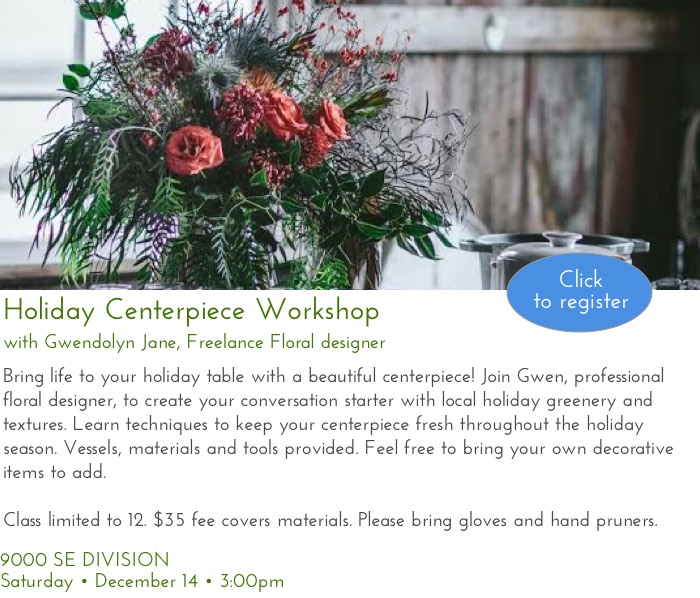 Click
to register
Holiday Centerpiece Workshop
with Gwendolyn Jane, Freelance Floral designer
Bring life to your holiday table with a beautiful centerpiece! Join Gwen, professional
floral designer, to create your conversation starter with local holiday greenery and
textures. Learn techniques to keep your centerpiece fresh throughout the holiday
season. Vessels, materials and tools provided. Feel free to bring your own decorative
items to add.
Class limited to 12. $35 fee covers materials. Please bring gloves and hand pruners.
9000 SE DIVISION
Saturday • December 14 • 3:00pm